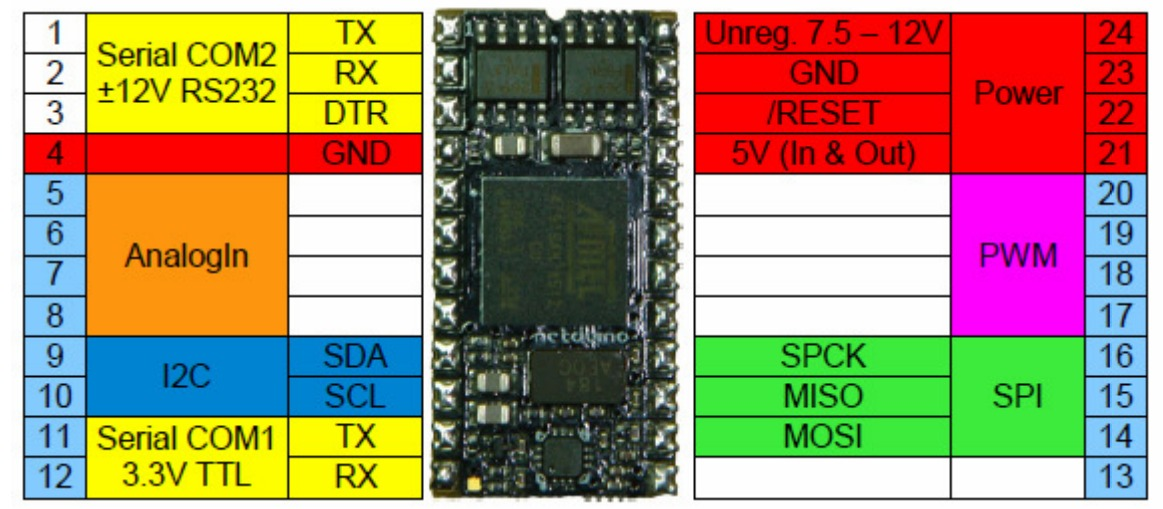 1 Serial COM2 TX Unreg. 7.5 – 12V Power 24
2 ±12V RS232 RX GND 23
3 DTR /RESET 22
4 GND 5V (In & Out) 21
5 AnalogIn PWM 20
6 19
7 18
8 17
9 I2C SDA SPCK SPI 16
10 SCL MISO 15
11 Serial COM1 TX MOSI 14
12 3.3V TTL RX 13
ATMEL
netduino
184